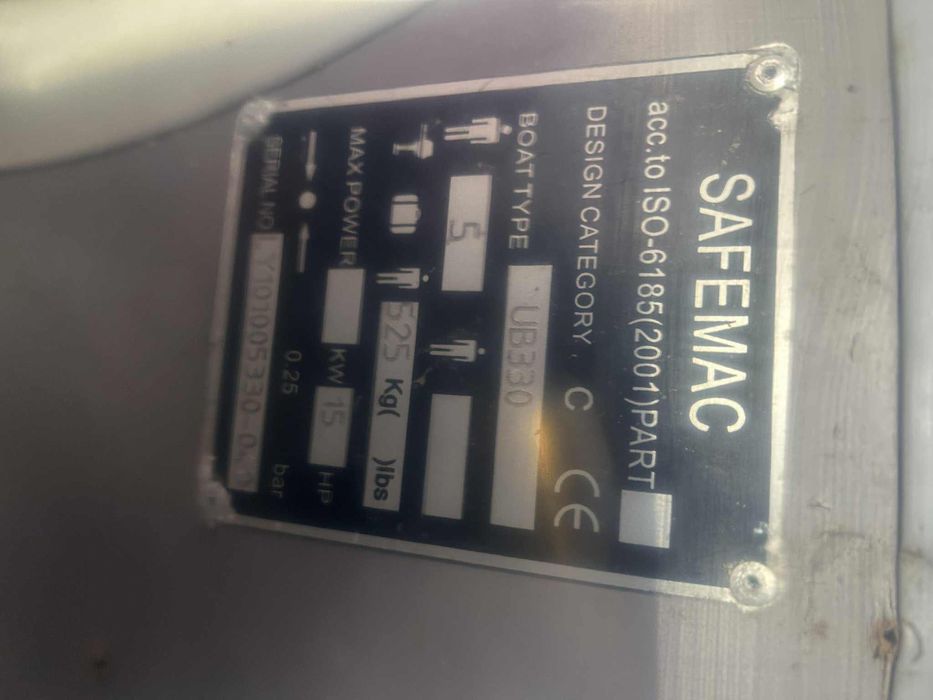 SAFEMAC
acc.to ISO-6185(2001)PART
DESIGN CATEGORY , C CE
BOAT TYPE UB330
5
525 Kg( )lbs
MAX POWER KW 15 HP
0.25 bar
SERIAL NO